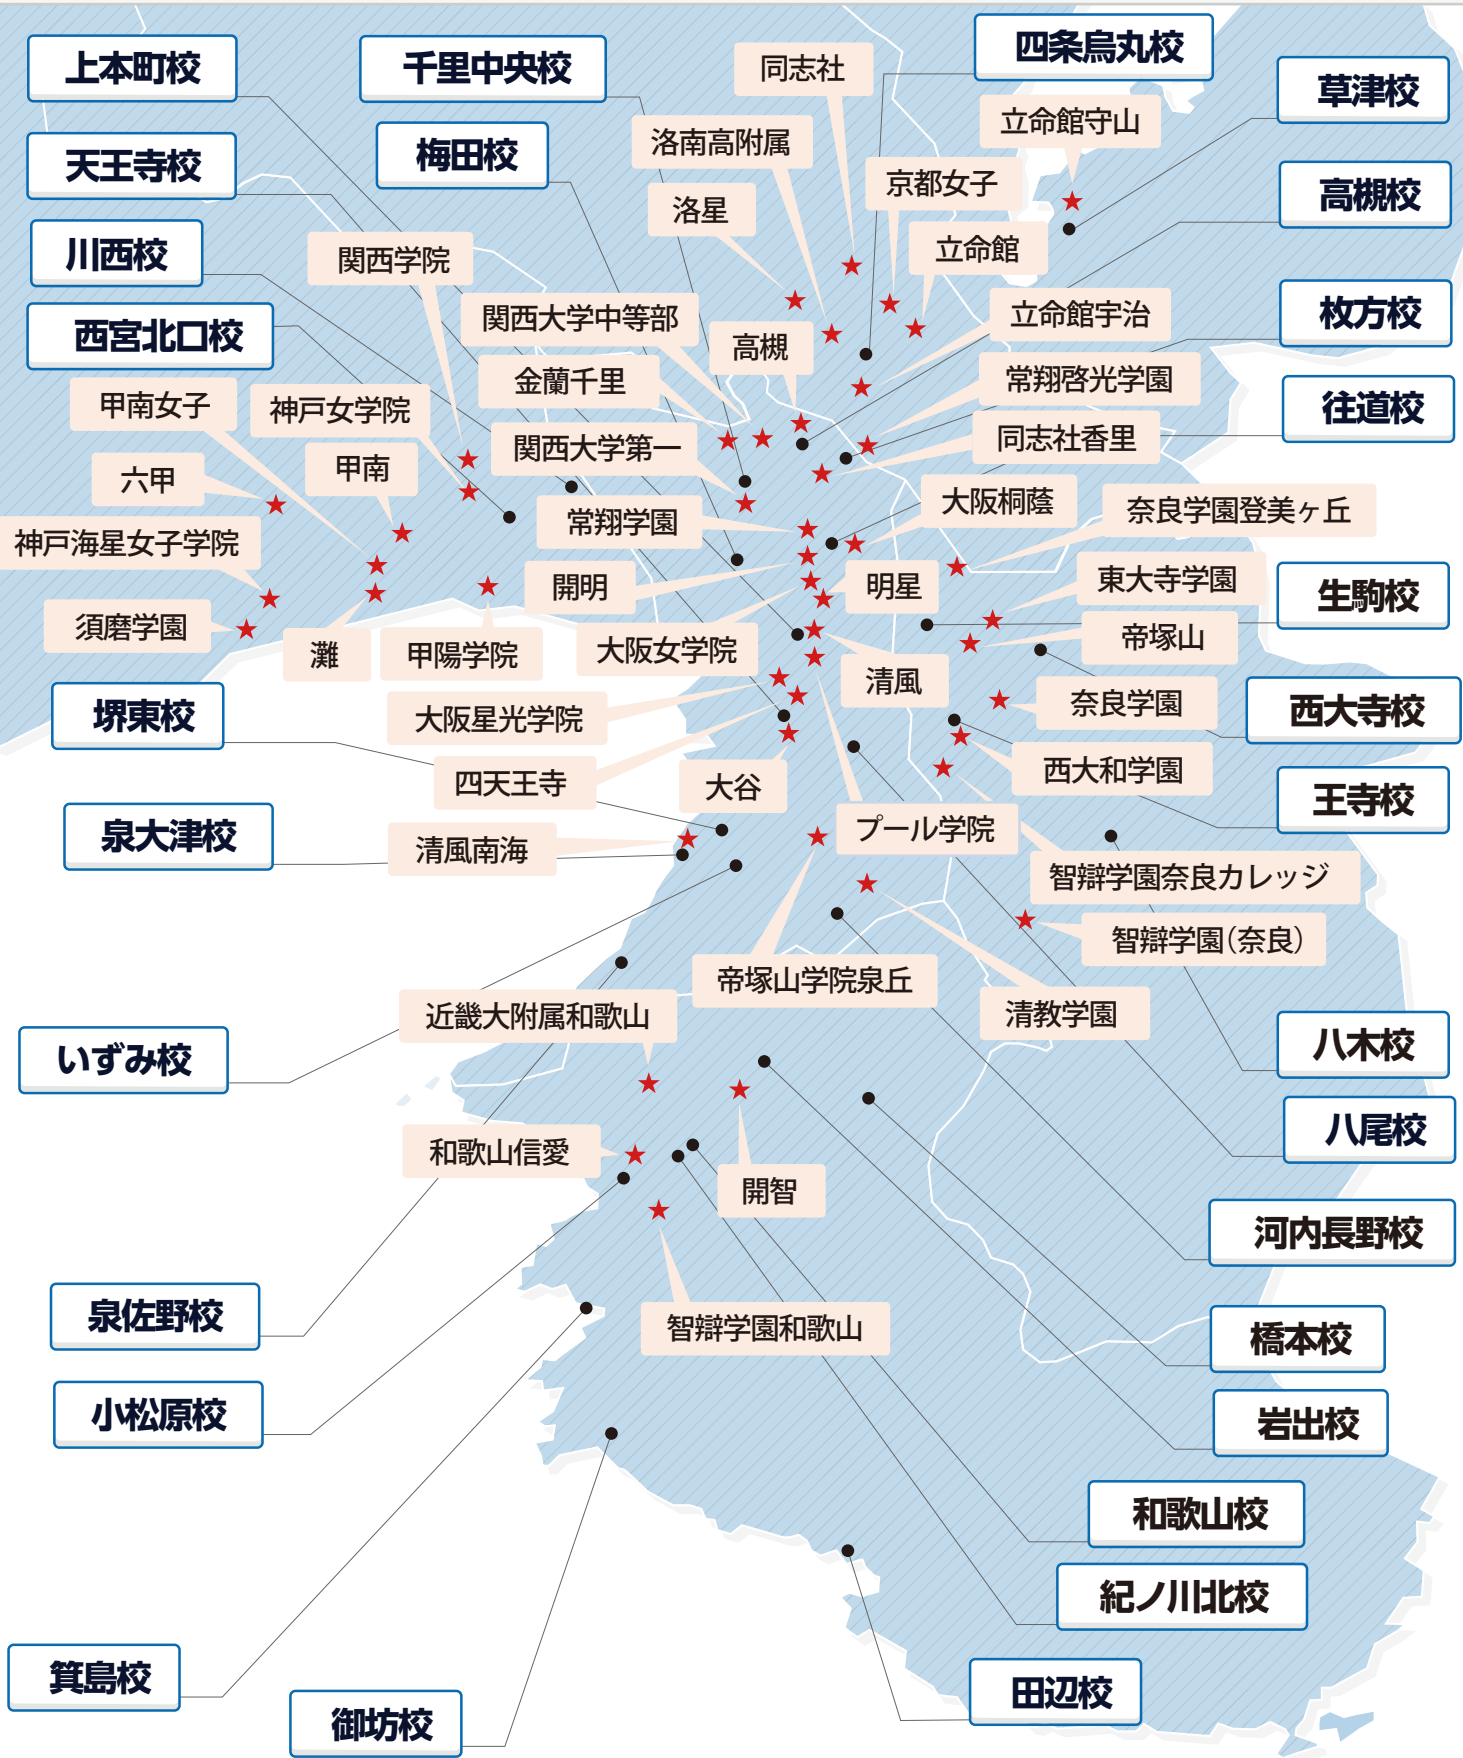 上本町校
千里中央校
四条烏丸校
草津校
同志社
立命館守山
洛南高附属
梅田校
天王寺校
京都女子
高槻校
洛星
川西校
関西学院
立命館
関西大学中等部
立命館宇治
枚方校
西宮北口校
高槻
金蘭千里
常翔啓光学園
甲南女子
神戸女学院
往道校
関西大学第一
同志社香里
六甲
甲南
大阪桐蔭
奈良学園登美ヶ丘
常翔学園
神戸海星女子学院
開明
明星
東大寺学園
生駒校
須磨学園
灘
甲陽学院
大阪女学院
帝塚山
清風
奈良学園
西大寺校
堺東校
大阪星光学院
四天王寺
大谷
西大和学園
王寺校
泉大津校
清風南海
プール学院
智辯学園奈良カレッジ
智辯学園(奈良)
帝塚山学院泉丘
近畿大附属和歌山
清教学園
いずみ校
八木校
八尾校
和歌山信愛
開智
河内長野校
泉佐野校
智辯学園和歌山
橋本校
小松原校
岩出校
和歌山校
紀ノ川北校
箕島校
御坊校
田辺校